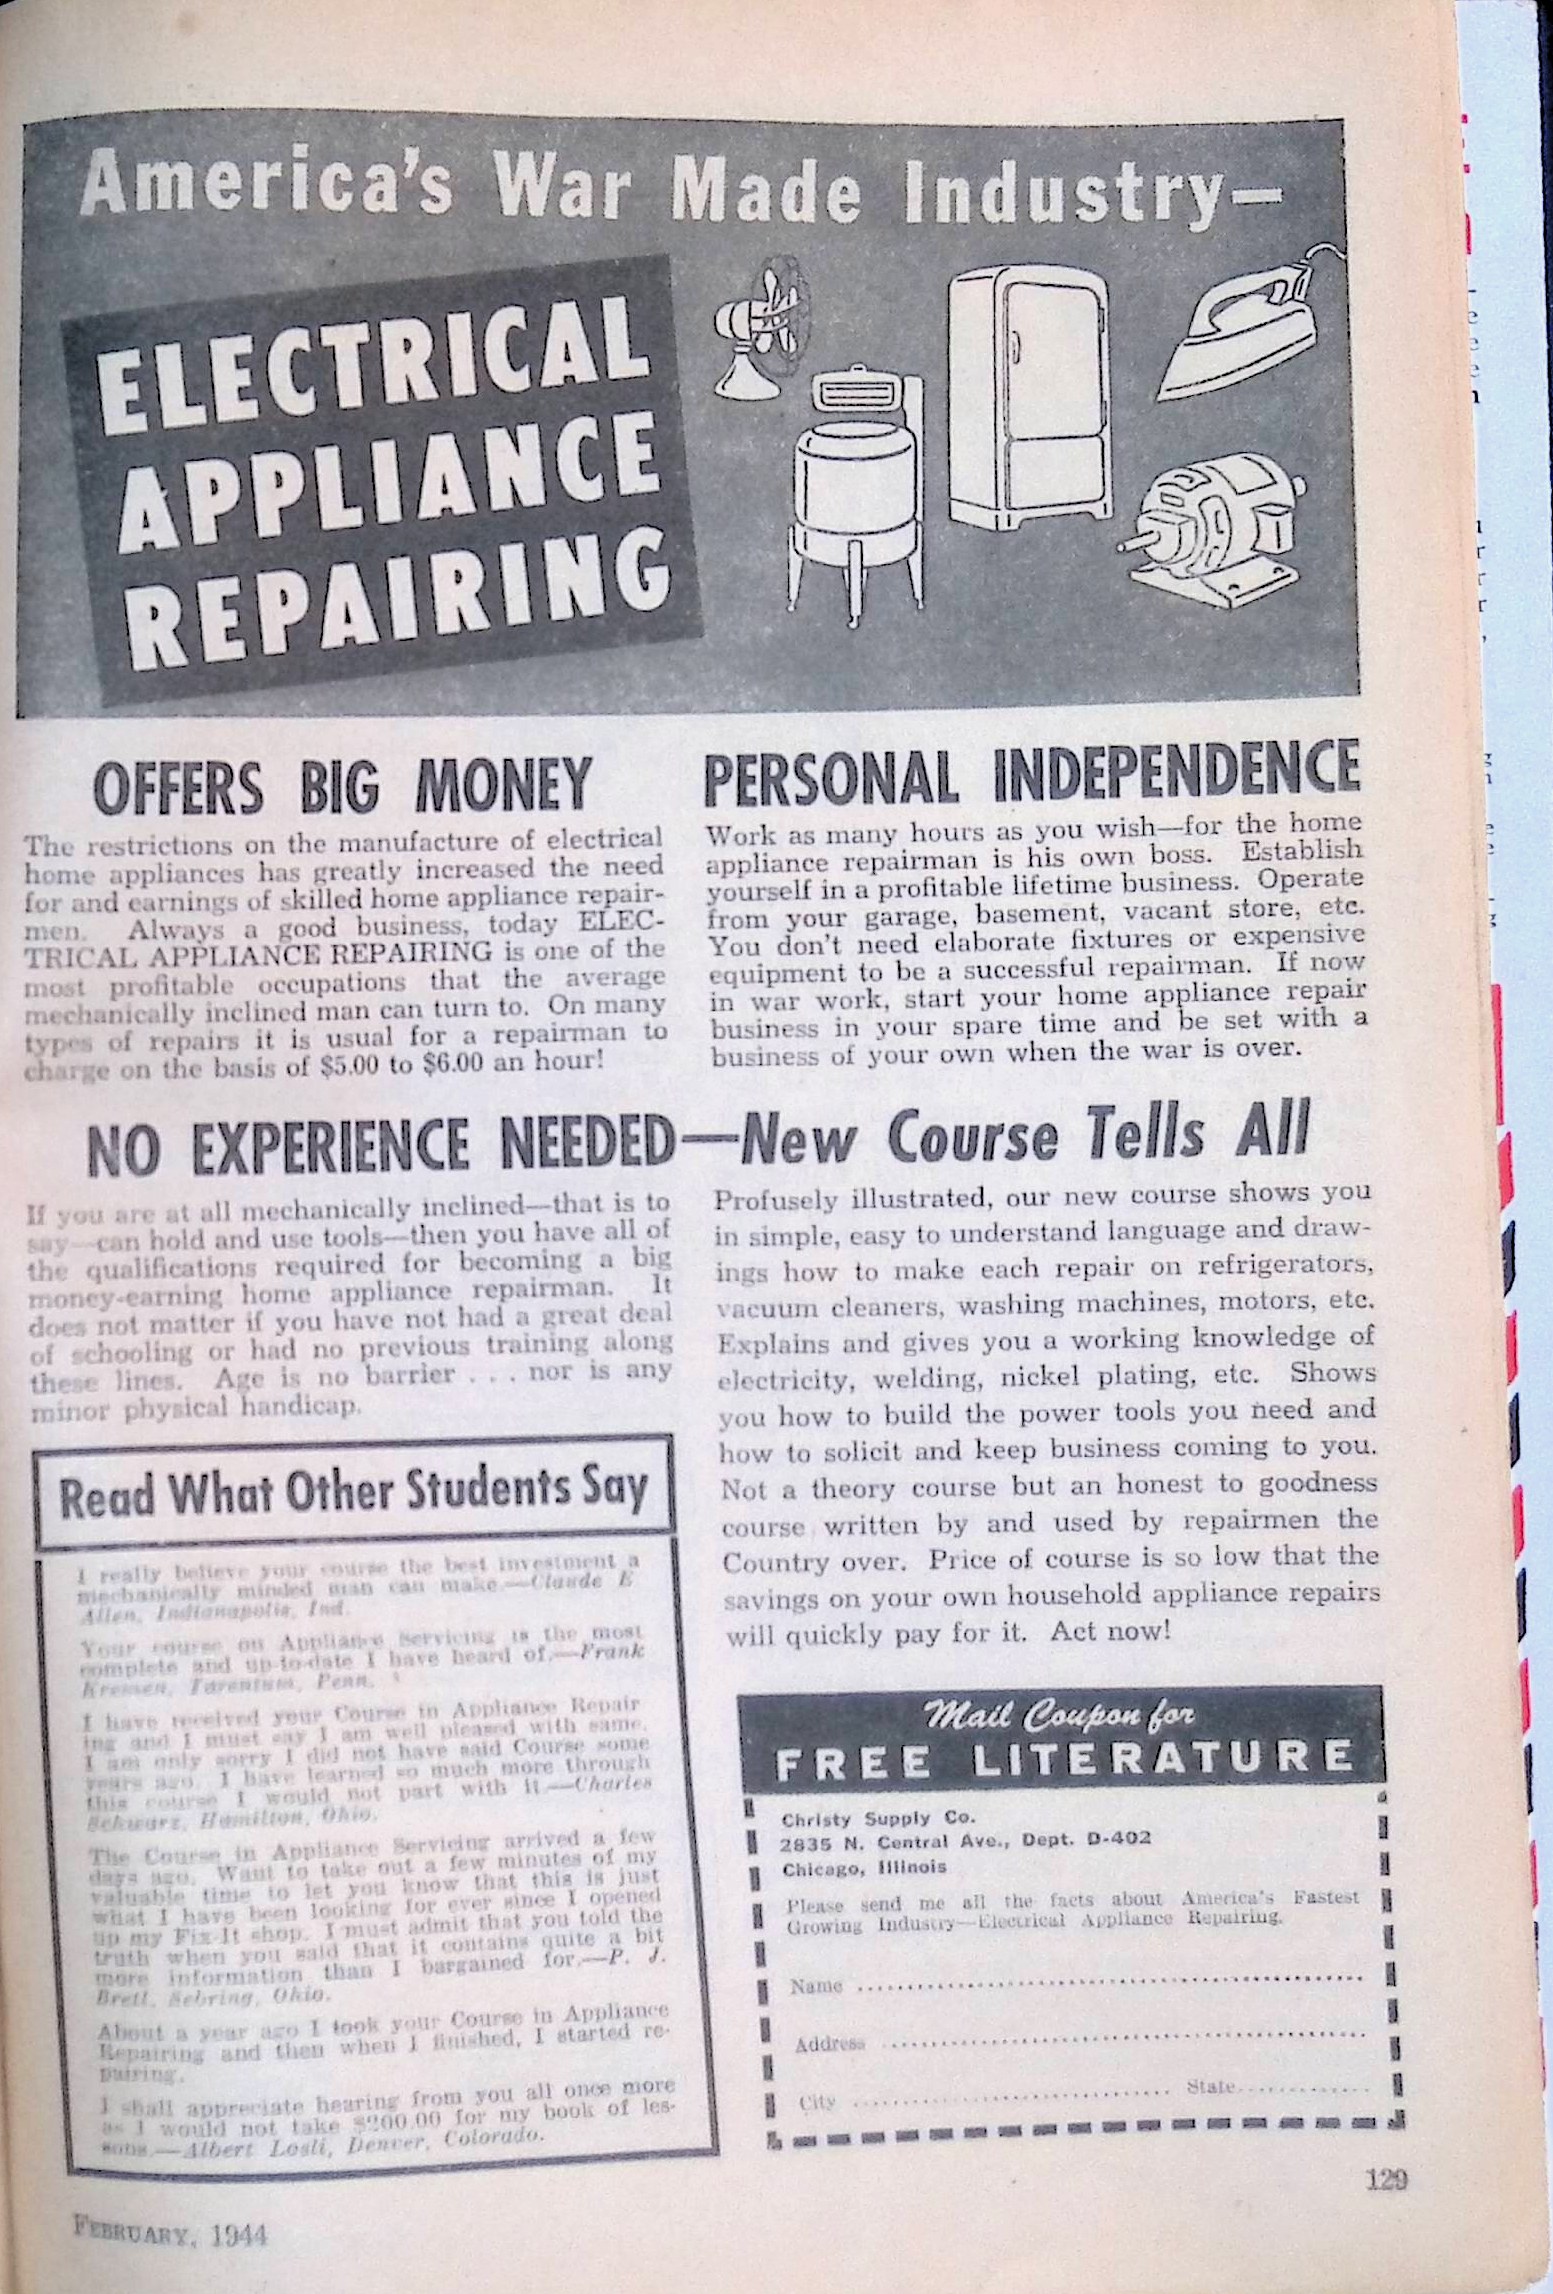 America's War Made Industry—
ELECTRICAL
APPLIANCE
REPAIRING
OFFERS BIG MONEY
The restrictions on the manufacture of electrical
home appliances has greatly increased the need
for and earnings of skilled home appliance repair-
men. Always a good business, today ELEC-
TRICAL APPLIANCE REPAIRING is one of the
most profitable occupations that the average
mechanically inclined man can turn to. On many
types of repairs it is usual for a repairman to
charge on the basis of $5.00 to $6.00 an hour!
PERSONAL INDEPENDENCE
Work as many hours as you wish—for the home
appliance repairman is his own boss. Establish
yourself in a profitable lifetime business. Operate
from your garage, basement, vacant store, etc.
You don't need elaborate fixtures or expensive
equipment to be a successful repairman. If now
in war work, start your home appliance repair
business in your spare time and be set with a
business of your own when the war is over.
NO EXPERIENCE NEEDED—New Course Tells All
If you are at all mechanically inclined—that is to
say—can hold and use tools—then you have all of
the qualifications required for becoming a big
money-earning home appliance repairman. It
does not matter if you have not had a great deal
of schooling or had no previous training along
these lines. Age is no barrier . . . nor is any
minor physical handicap.
Profusely illustrated, our new course shows you
in simple, easy to understand language and draw-
ings how to make each repair on refrigerators,
vacuum cleaners, washing machines, motors, etc.
Explains and gives you a working knowledge of
electricity, welding, nickel plating, etc. Shows
you how to build the power tools you need and
how to solicit and keep business coming to you.
Not a theory course but an honest to goodness
course written by and used by repairmen the
Country over. Price of course is so low that the
savings on your own household appliance repairs
will quickly pay for it. Act now!
Read What Other Students Say
I really believe your course the best investment a
mechanically minded man can make.—Claude E
Allen, Indianapolis, Ind.
Your course on Appliance Servicing is the most
complete and up-to-date I have heard of.—Frank
Kremen, Tarentum, Penn.
I have received your Course in Appliance Repair
ing and I must say I am well pleased with same.
I am only sorry I did not have said Course some
years ago. I have learned so much more through
this course I would not part with it.—Charles
Schwarz, Hamilton, Ohio.
The Course in Appliance Servicing arrived a few
days ago. Want to take out a few minutes of my
valuable time to let you know that this is just
what I have been looking for ever since I opened
up my Fix-It shop. I must admit that you told the
truth when you said that it contains quite a bit
more information than I bargained for.—P. J.
Brett, Sebring, Ohio.
About a year ago I took your Course in Appliance
Repairing and then when I finished, I started re-
pairing.
I shall appreciate hearing from you all once more
as I would not take $200.00 for my book of les-
sons.—Albert Losli, Denver, Colorado.
Mail Coupon for
FREE LITERATURE
Christy Supply Co.
2835 N. Central Ave., Dept. D-402
Chicago, Illinois
Please send me all the facts about America's Fastest
Growing Industry—Electrical Appliance Repairing.
Name
Address
City State
129
FEBRUARY, 1944